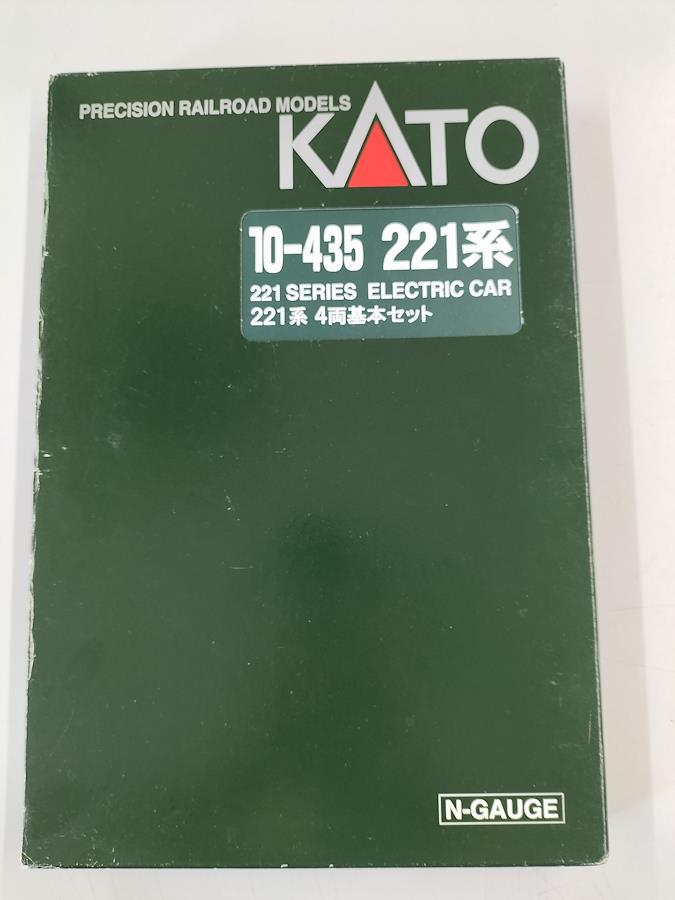 PRECISION RAILROAD MODELS
KATO
10-435 221系
221 SERIES ELECTRIC CAR
221系 4両基本セット
N-GAUGE